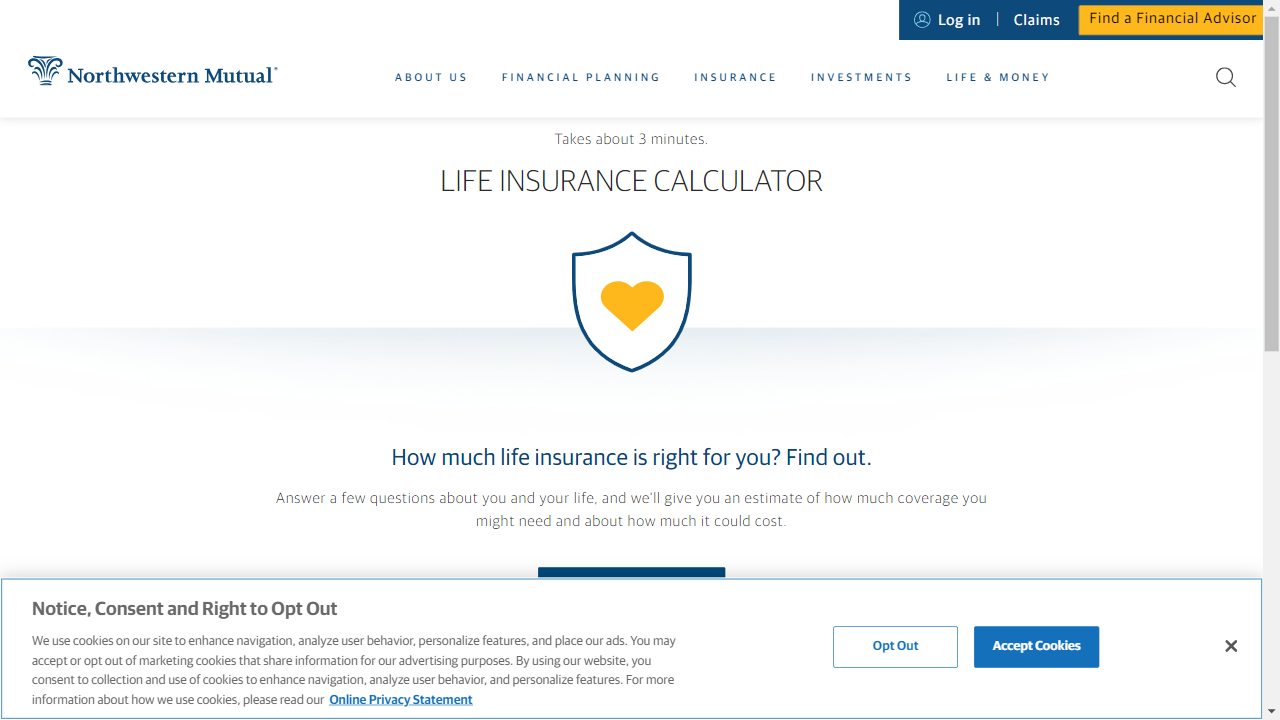 Log in | Claims Find a Financial Advisor
Northwestern Mutual®
ABOUT US FINANCIAL PLANNING INSURANCE INVESTMENTS LIFE & MONEY
Takes about 3 minutes.
LIFE INSURANCE CALCULATOR
How much life insurance is right for you? Find out.
Answer a few questions about you and your life, and we'll give you an estimate of how much coverage you
might need and about how much it could cost.
Notice, Consent and Right to Opt Out
We use cookies on our site to enhance navigation, analyze user behavior, personalize features, and place our ads. You may
accept or opt out of marketing cookies that share information for our advertising purposes. By using our website, you
consent to collection and use of cookies to enhance navigation, analyze user behavior, and personalize features. For more
information about how we use cookies, please read our Online Privacy Statement
Opt Out
Accept Cookies